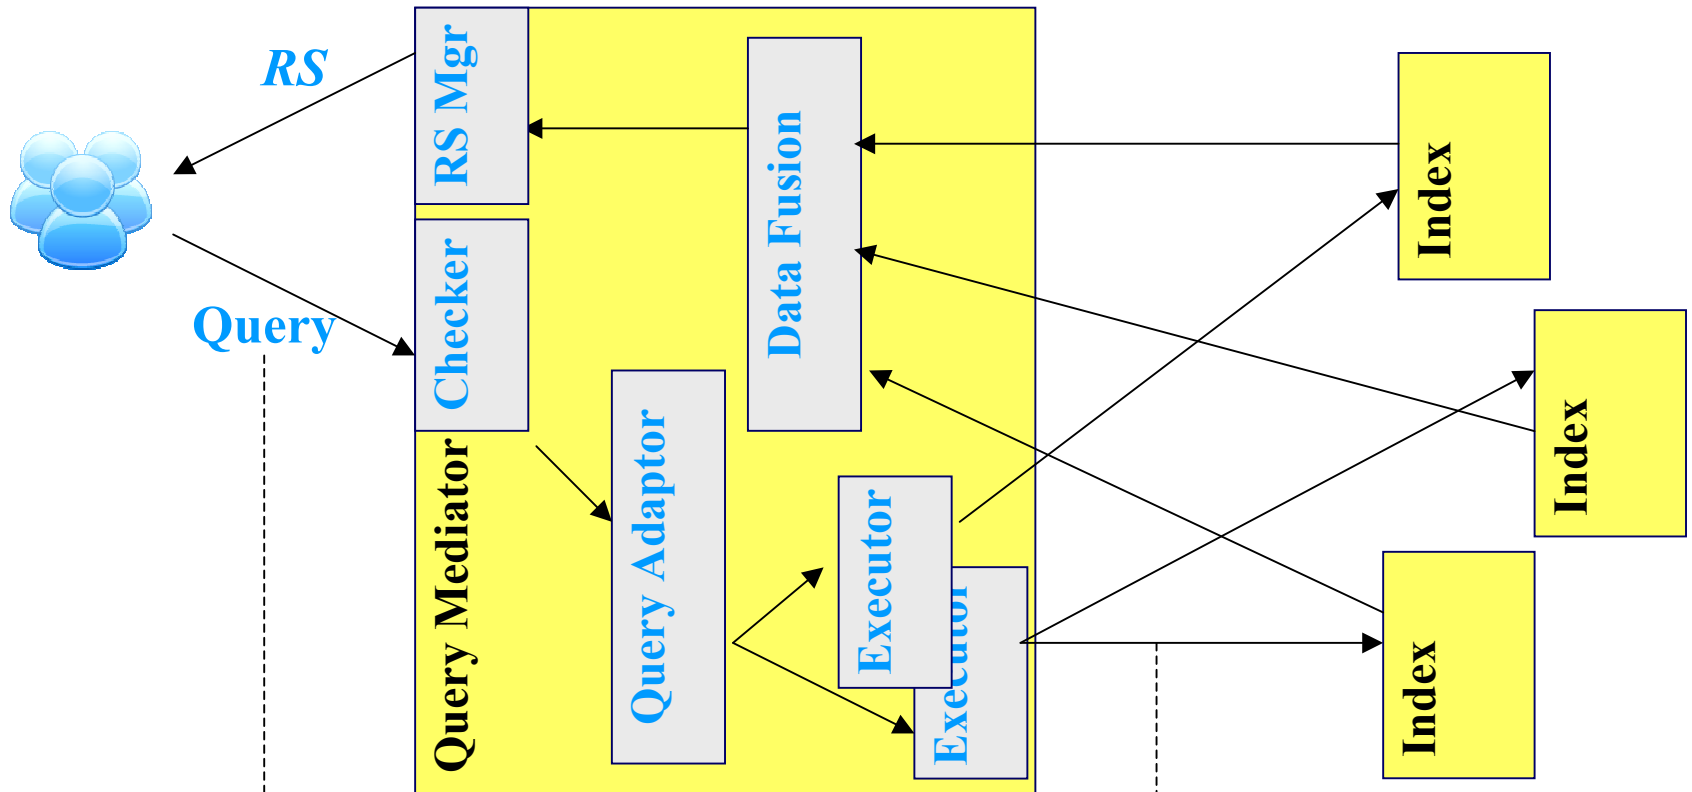 RS
Query
RS Mgr
Checker
Query Mediator
Query Adaptor
Data Fusion
Executor
Executor
Index
Index
Index